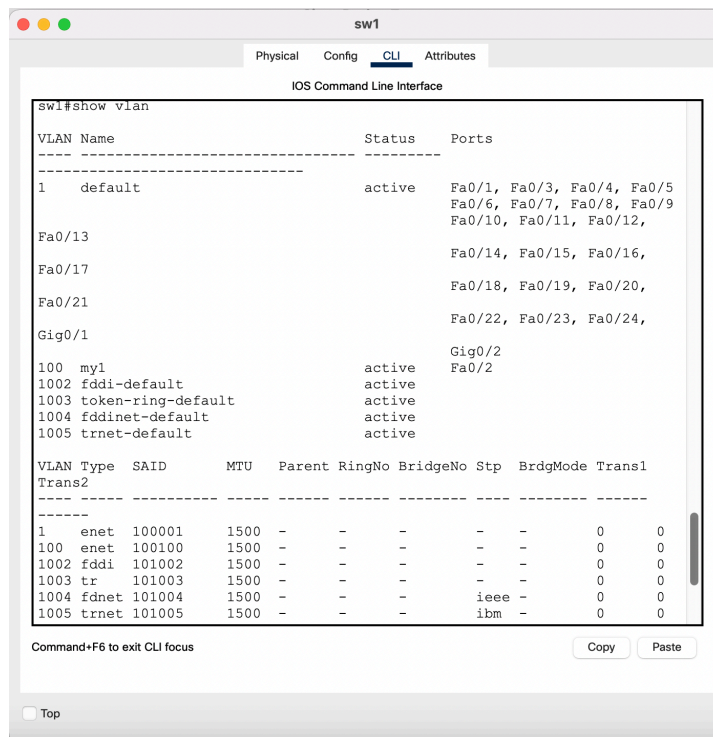 sw1
Physical Config CLI Attributes
IOS Command Line Interface
sw1#show vlan
VLAN Name Status Ports
---- -------------------------------- --------- -------------------------------
1 default active Fa0/1, Fa0/3, Fa0/4, Fa0/5
Fa0/6, Fa0/7, Fa0/8, Fa0/9
Fa0/10, Fa0/11, Fa0/12,
Fa0/13
Fa0/14, Fa0/15, Fa0/16,
Fa0/17
Fa0/18, Fa0/19, Fa0/20,
Fa0/21
Fa0/22, Fa0/23, Fa0/24,
Gig0/1
Gig0/2
100 my1 active Fa0/2
1002 fddi-default active
1003 token-ring-default active
1004 fddinet-default active
1005 trnet-default active
VLAN Type SAID MTU Parent RingNo BridgeNo Stp BrdgMode Trans1
Trans2
---- ----- ---------- ----- ------ ------ -------- ---- -------- ------
------
1 enet 100001 1500 - - - - - 0 0
100 enet 100100 1500 - - - - - 0 0
1002 fddi 101002 1500 - - - - - 0 0
1003 tr 101003 1500 - - - - - 0 0
1004 fdnet 101004 1500 - - - ieee - 0 0
1005 trnet 101005 1500 - - - ibm - 0 0
Command+F6 to exit CLI focus
Copy Paste
Top